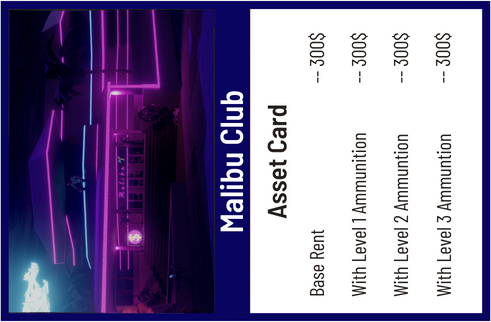 Malibu Club
Asset Card
Base Rent -- 300$
With Level 1 Ammunition -- 300$
With Level 2 Ammuntion -- 300$
With Level 3 Ammuntion -- 300$
Malibu